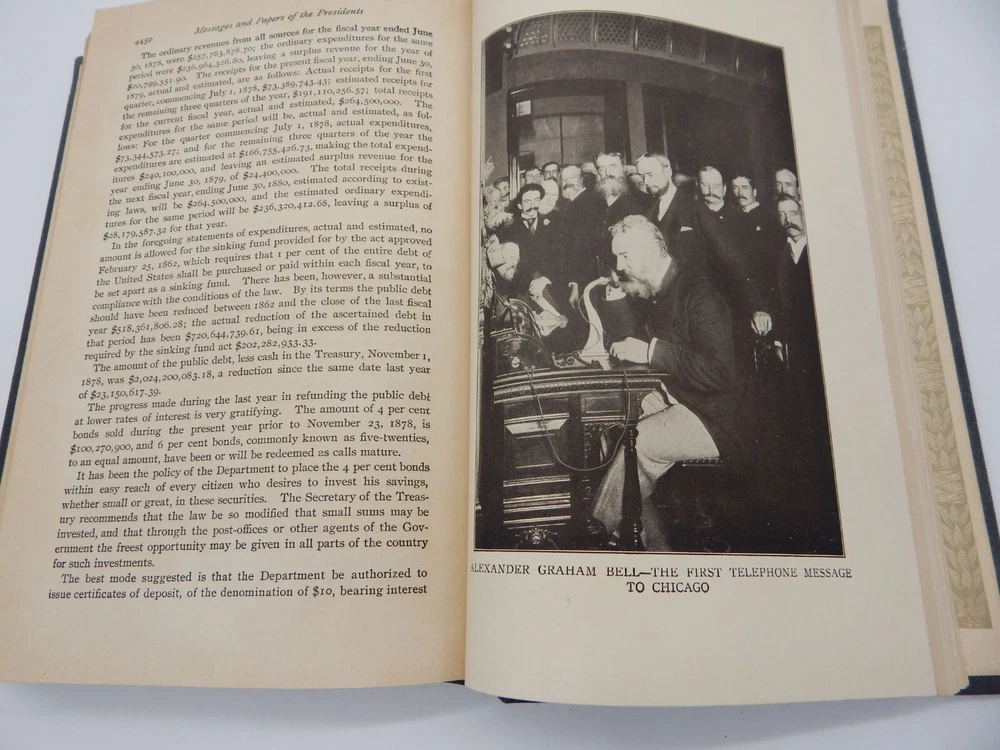 Messages and Papers of the Presidents
4450
The ordinary revenues from all sources for the fiscal year ended June
30, 1878, were $257,763,878.70; the ordinary expenditures for the same
period were $236,964,326.80, leaving a surplus revenue for the year of
$20,799,551.90. The receipts for the present fiscal year, ending June 30,
1879, actual and estimated, are as follows: Actual receipts for the first
quarter, commencing July 1, 1878, $73,389,743.43; estimated receipts for
the remaining three quarters of the year, $191,110,256.57; total receipts
for the current fiscal year, actual and estimated, $264,500,000. The
expenditures for the same period will be, actual and estimated, as fol-
lows: For the quarter commencing July 1, 1878, actual expenditures,
$73,344,573.27; and for the remaining three quarters of the year the
expenditures are estimated at $166,755,426.73, making the total expend-
itures $240,100,000, and leaving an estimated surplus revenue for the
year ending June 30, 1879, of $24,400,000. The total receipts during
the next fiscal year, ending June 30, 1880, estimated according to exist-
ing laws, will be $264,500,000, and the estimated ordinary expendi-
tures for the same period will be $236,320,412.68, leaving a surplus of
$28,179,587.32 for that year.
In the foregoing statements of expenditures, actual and estimated, no
amount is allowed for the sinking fund provided for by the act approved
February 25, 1862, which requires that 1 per cent of the entire debt of
the United States shall be purchased or paid within each fiscal year, to
be set apart as a sinking fund. There has been, however, a substantial
compliance with the conditions of the law. By its terms the public debt
should have been reduced between 1862 and the close of the last fiscal
year $518,361,806.28; the actual reduction of the ascertained debt in
that period has been $720,644,739.61, being in excess of the reduction
required by the sinking fund act $202,282,933.33.
The amount of the public debt, less cash in the Treasury, November 1,
1878, was $2,024,200,083.18, a reduction since the same date last year
of $23,150,617.39.
The progress made during the last year in refunding the public debt
at lower rates of interest is very gratifying. The amount of 4 per cent
bonds sold during the present year prior to November 23, 1878, is
$100,270,900, and 6 per cent bonds, commonly known as five-twenties,
to an equal amount, have been or will be redeemed as calls mature.
It has been the policy of the Department to place the 4 per cent bonds
within easy reach of every citizen who desires to invest his savings,
whether small or great, in these securities. The Secretary of the Treas-
ury recommends that the law be so modified that small sums may be
invested, and that through the post-offices or other agents of the Gov-
ernment the freest opportunity may be given in all parts of the country
for such investments.
The best mode suggested is that the Department be authorized to
issue certificates of deposit, of the denomination of $10, bearing interest
ALEXANDER GRAHAM BELL—THE FIRST TELEPHONE MESSAGE
TO CHICAGO